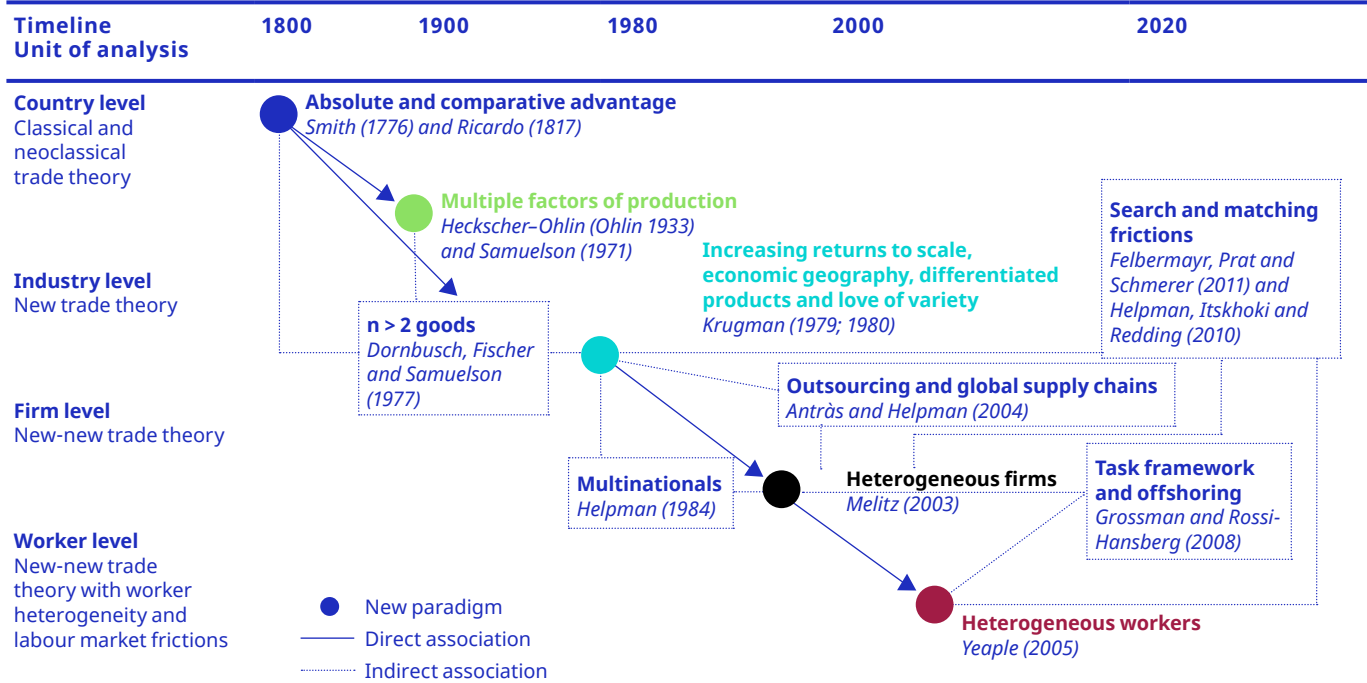 Timeline 1800 1900 1980 2000 2020
Unit of analysis
Country level
Classical and
neoclassical
trade theory
Absolute and comparative advantage
Smith (1776) and Ricardo (1817)
Multiple factors of production
Heckscher–Ohlin (Ohlin 1933)
and Samuelson (1971)
Increasing returns to scale,
economic geography, differentiated
products and love of variety
Krugman (1979; 1980)
Search and matching
frictions
Felbermayr, Prat and
Schmerer (2011) and
Helpman, Itskhoki and
Redding (2010)
Industry level
New trade theory
n > 2 goods
Dornbusch, Fischer
and Samuelson
(1977)
Outsourcing and global supply chains
Antràs and Helpman (2004)
Firm level
New-new trade theory
Multinationals
Helpman (1984)
Heterogeneous firms
Melitz (2003)
Task framework
and offshoring
Grossman and Rossi-
Hansberg (2008)
Worker level
New-new trade
theory with worker
heterogeneity and
labour market frictions
Heterogeneous workers
Yeaple (2005)
New paradigm
Direct association
Indirect association